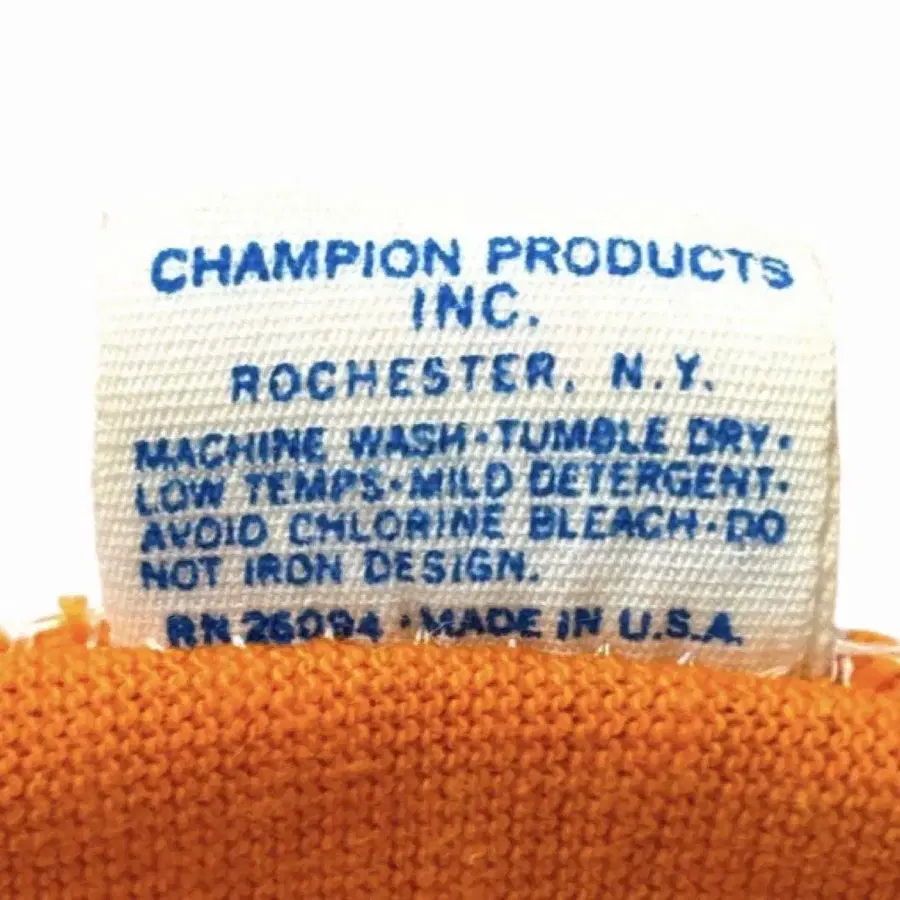 CHAMPION PRODUCTS
INC.
ROCHESTER, N.Y.
MACHINE WASH·TUMBLE DRY·
LOW TEMPS·MILD DETERGENT·
AVOID CHLORINE BLEACH·DO
NOT IRON DESIGN.
RN 26094 · MADE IN U.S.A.